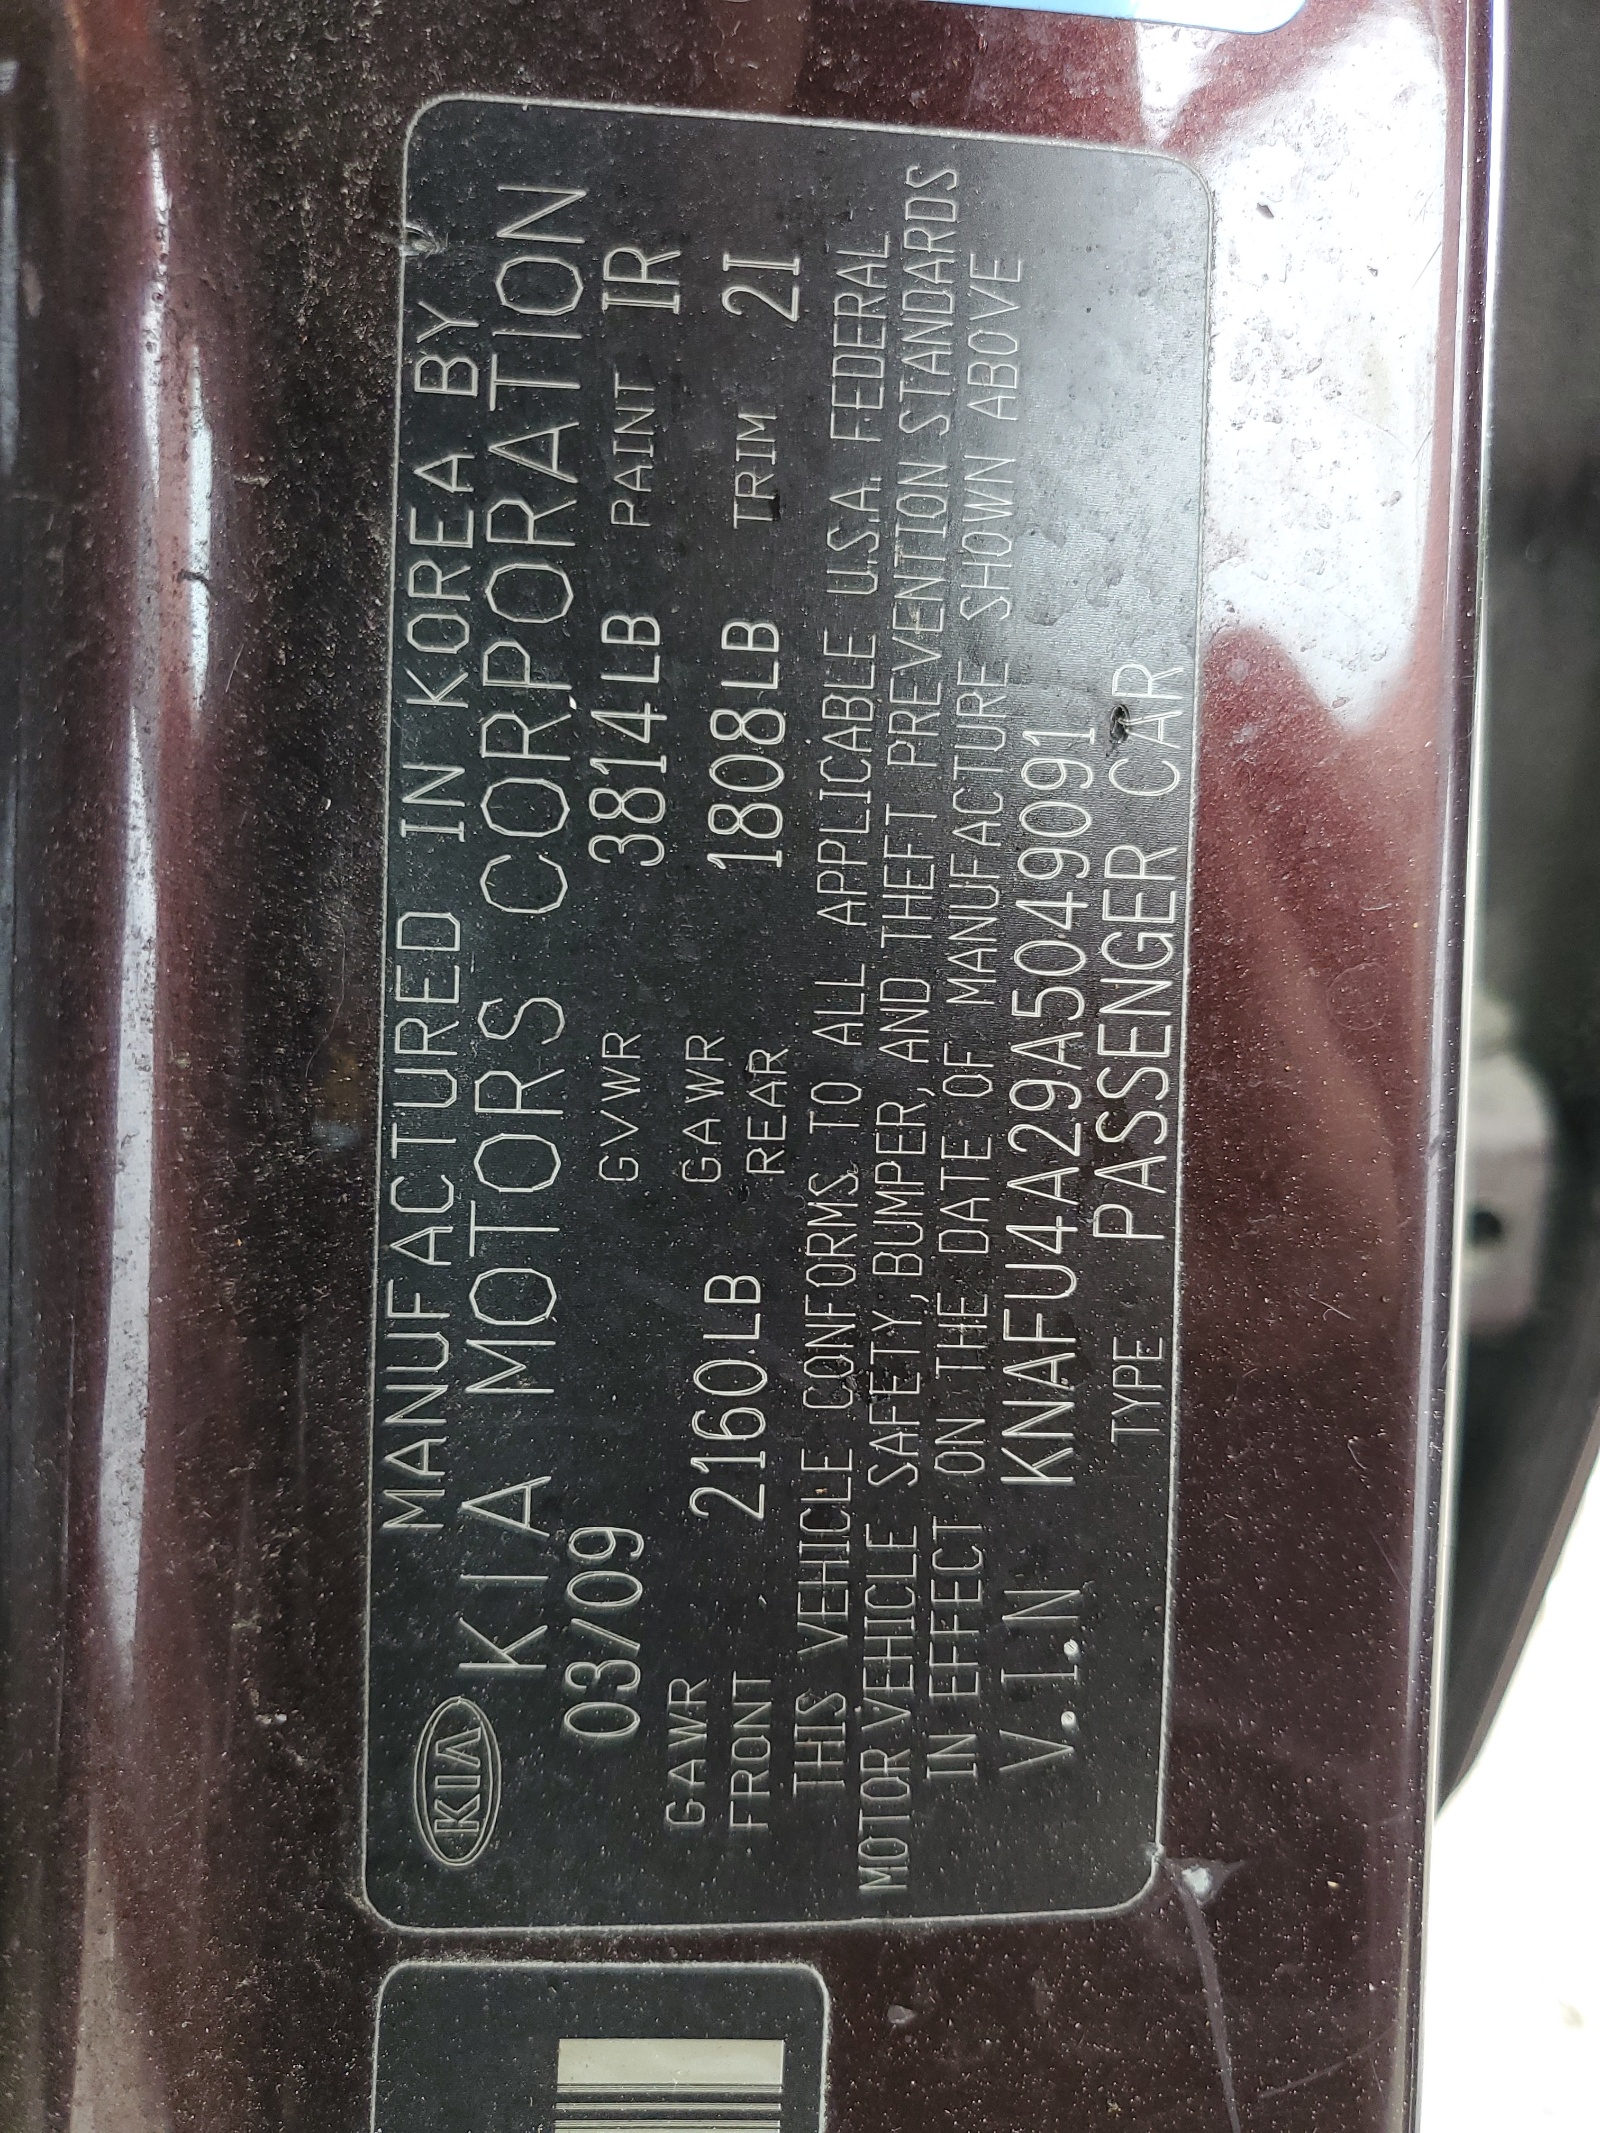 KIA
MANUFACTURED IN KOREA BY
KIA MOTORS CORPORATION
03/09 GVWR 3814LB PAINT IR
GAWR FRONT 2160LB GAWR REAR 1808LB TRIM 2I
THIS VEHICLE CONFORMS TO ALL APPLICABLE U.S.A. FEDERAL
MOTOR VEHICLE SAFETY, BUMPER, AND THEFT PREVENTION STANDARDS
IN EFFECT ON THE DATE OF MANUFACTURE SHOWN ABOVE
V.I.N KNAFU4A29A5049091
TYPE PASSENGER CAR